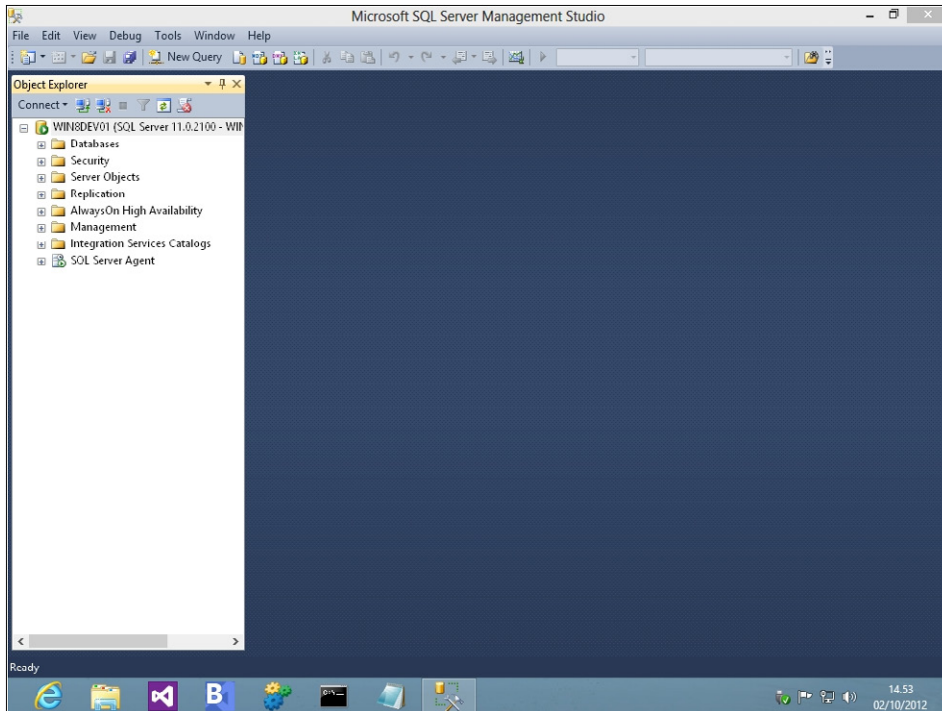 Microsoft SQL Server Management Studio
File Edit View Debug Tools Window Help
New Query
Object Explorer
Connect
WIN8DEV01 (SQL Server 11.0.2100 - WIN
Databases
Security
Server Objects
Replication
AlwaysOn High Availability
Management
Integration Services Catalogs
SQL Server Agent
Ready
14.53
02/10/2012